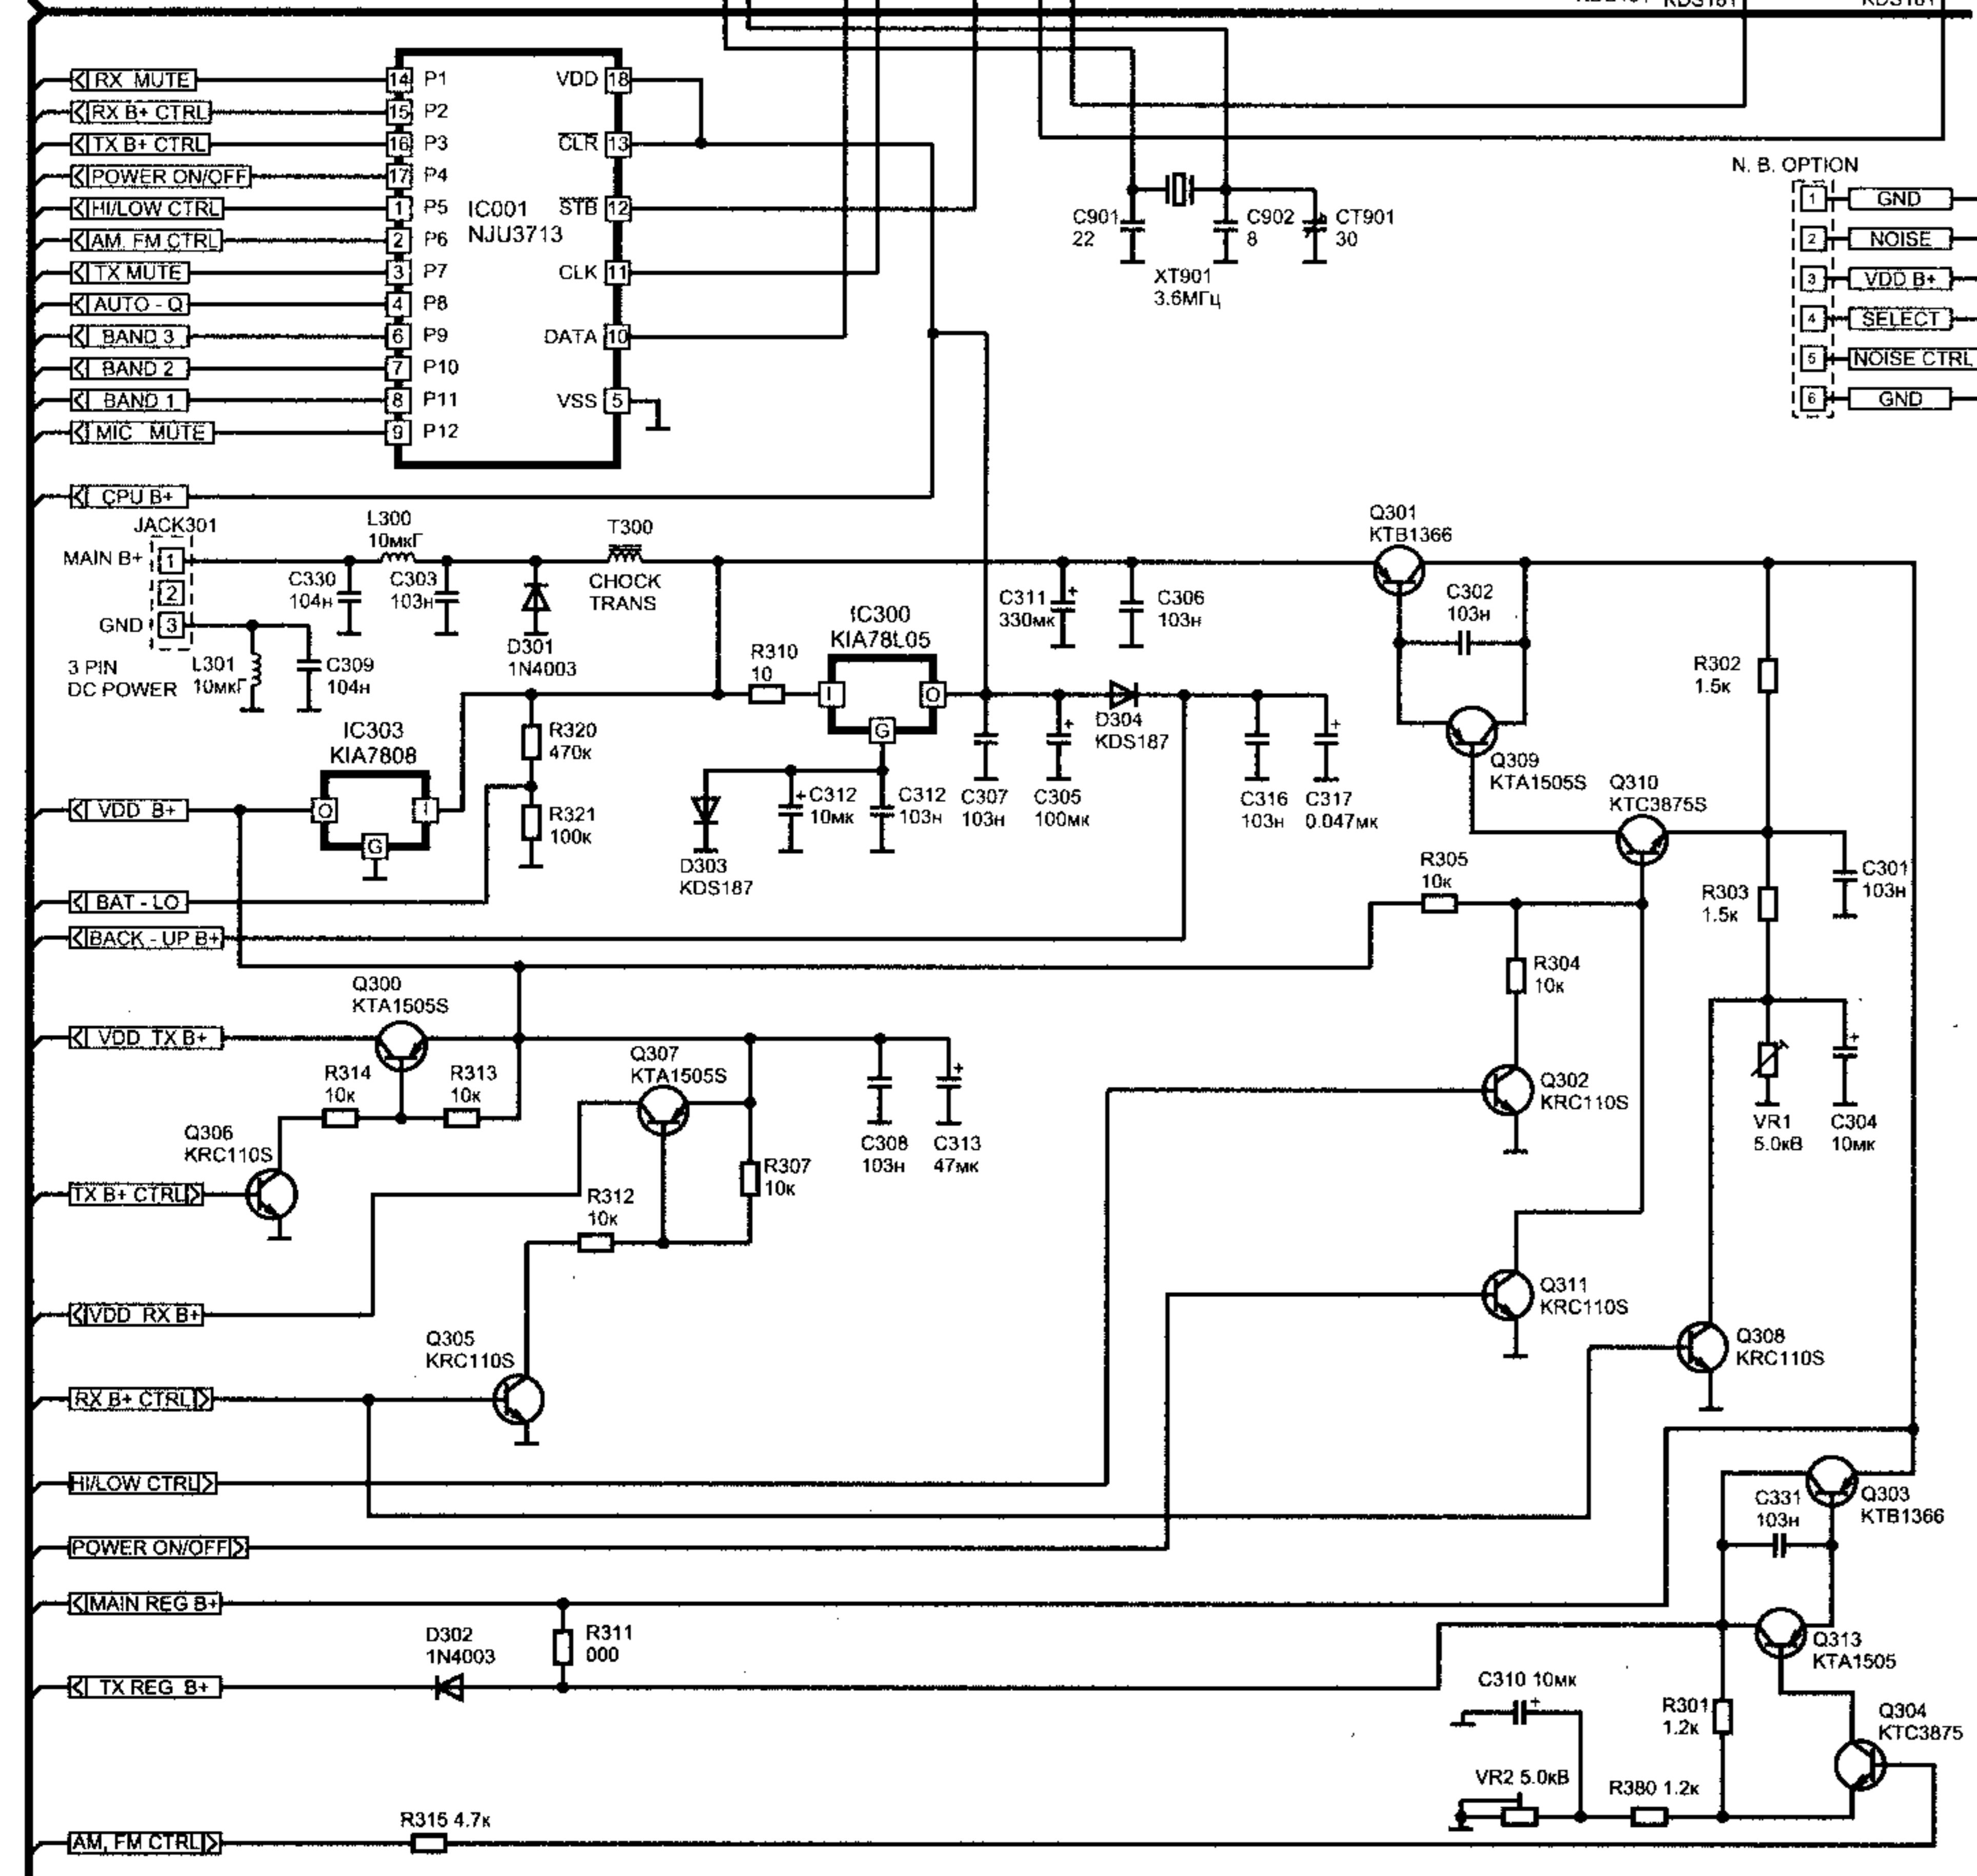 KDS181
KDS181
RX MUTE
14
P1
VDD
18
RX B+ CTRL
15
P2
TX B+ CTRL
16
P3
CLR
13
POWER ON/OFF
17
P4
HI/LOW CTRL
1
P5
IC001
NJU3713
STB
12
AM, FM CTRL
2
P6
TX MUTE
3
P7
CLK
11
AUTO - Q
4
P8
BAND 3
6
P9
DATA
10
BAND 2
7
P10
BAND 1
8
P11
VSS
5
MIC MUTE
9
P12
CPU B+
C901
22
C902
8
CT901
30
XT901
3.6МГц
N. B. OPTION
1
GND
2
NOISE
3
VDD B+
4
SELECT
5
NOISE CTRL
6
GND
JACK301
MAIN B+
1
2
GND
3
3 PIN
DC POWER
L300
10мкГ
C330
104н
C303
103н
L301
10мкГ
C309
104н
D301
1N4003
T300
CHOCK
TRANS
R310
10
IC300
KIA78L05
I
O
G
C311
330мк
C306
103н
Q301
KTB1366
C302
103н
R302
1.5к
Q309
KTA1505S
Q310
KTC3875S
IC303
KIA7808
O
I
G
R320
470к
R321
100к
D303
KDS187
C312
10мк
C312
103н
C307
103н
C305
100мк
D304
KDS187
C316
103н
C317
0.047мк
VDD B+
BAT - LO
BACK - UP B+
R305
10к
R303
1.5к
C301
103н
R304
10к
Q300
KTA1505S
VDD TX B+
R314
10к
R313
10к
Q306
KRC110S
TX B+ CTRL
Q307
KTA1505S
R307
10к
R312
10к
C308
103н
C313
47мк
Q302
KRC110S
VR1
5.0кВ
C304
10мк
VDD RX B+
Q305
KRC110S
RX B+ CTRL
Q311
KRC110S
Q308
KRC110S
HI/LOW CTRL
POWER ON/OFF
MAIN REG B+
C331
103н
Q303
KTB1366
D302
1N4003
R311
000
TX REG B+
Q313
KTA1505
C310 10мк
R301
1.2к
Q304
KTC3875
VR2 5.0кВ
R380 1.2к
R315 4.7к
AM, FM CTRL